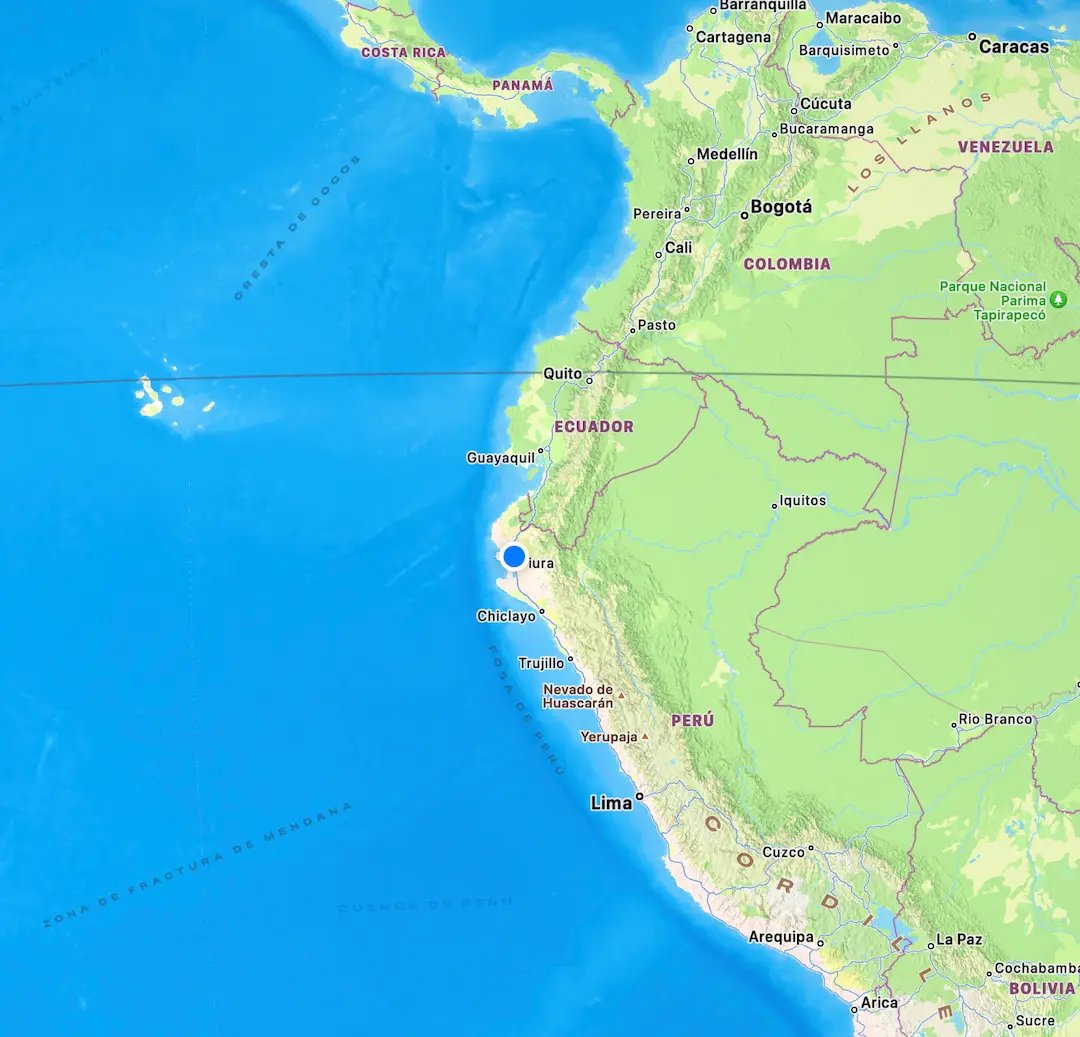 Barranquilla
Maracaibo
Cartagena
Caracas
Barquisimeto
COSTA RICA
PANAMÁ
Cúcuta
Bucaramanga
LOS LLANOS
VENEZUELA
Medellín
ORESTA DE COCOS
Pereira
Bogotá
Cali
COLOMBIA
Parque Nacional
Parima
Tapirapecó
Pasto
Quito
ECUADOR
Guayaquil
Iquitos
iura
Chiclayo
Trujillo
FOSA DE PERÚ
Nevado de
Huascarán
PERÚ
Rio Branco
Yerupaja
Lima
ZONA DE FRACTURA DE MENDANA
CUENCA DE PERÚ
CORDILLE
Cuzco
Arequipa
La Paz
Cochabamba
BOLIVIA
Arica
Sucre